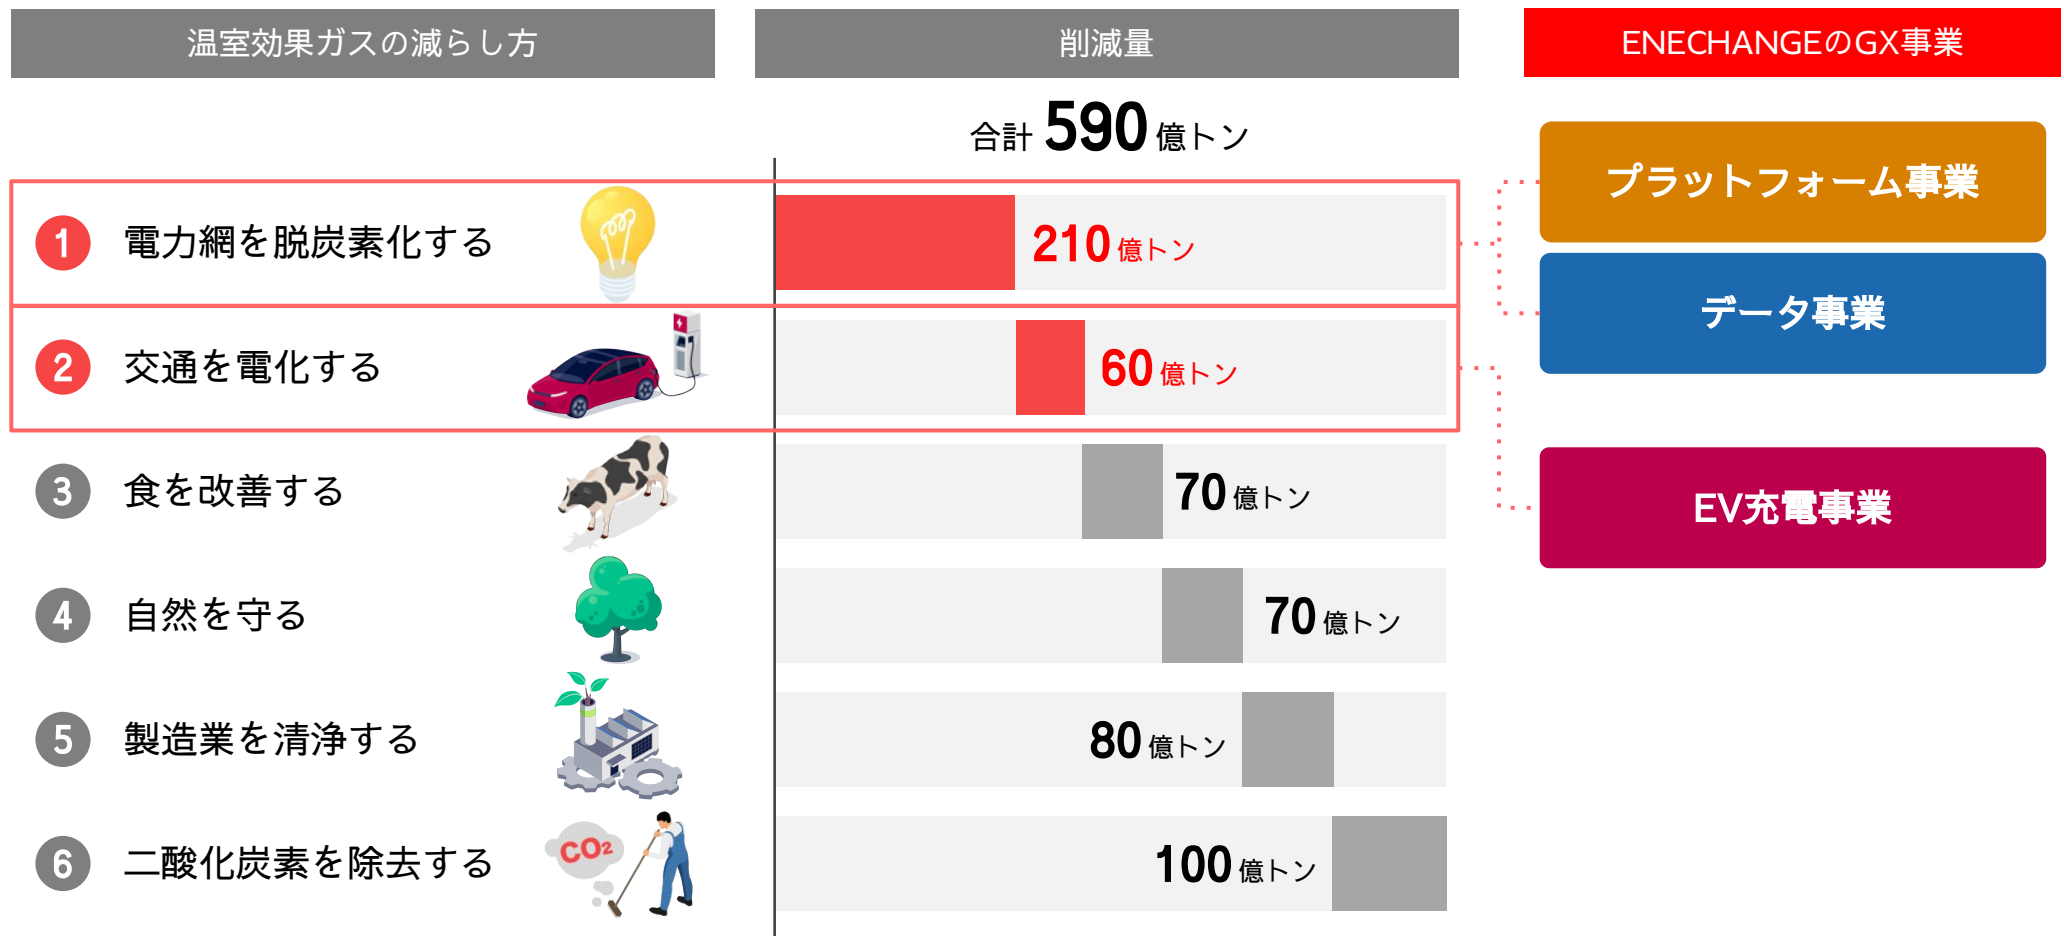 温室効果ガスの減らし方
削減量
ENECHANGEのGX事業
合計 590 億トン
1 電力網を脱炭素化する
210 億トン
2 交通を電化する
60 億トン
3 食を改善する
70 億トン
4 自然を守る
70 億トン
5 製造業を清浄する
80 億トン
6 二酸化炭素を除去する
CO2
100 億トン
プラットフォーム事業
データ事業
EV充電事業